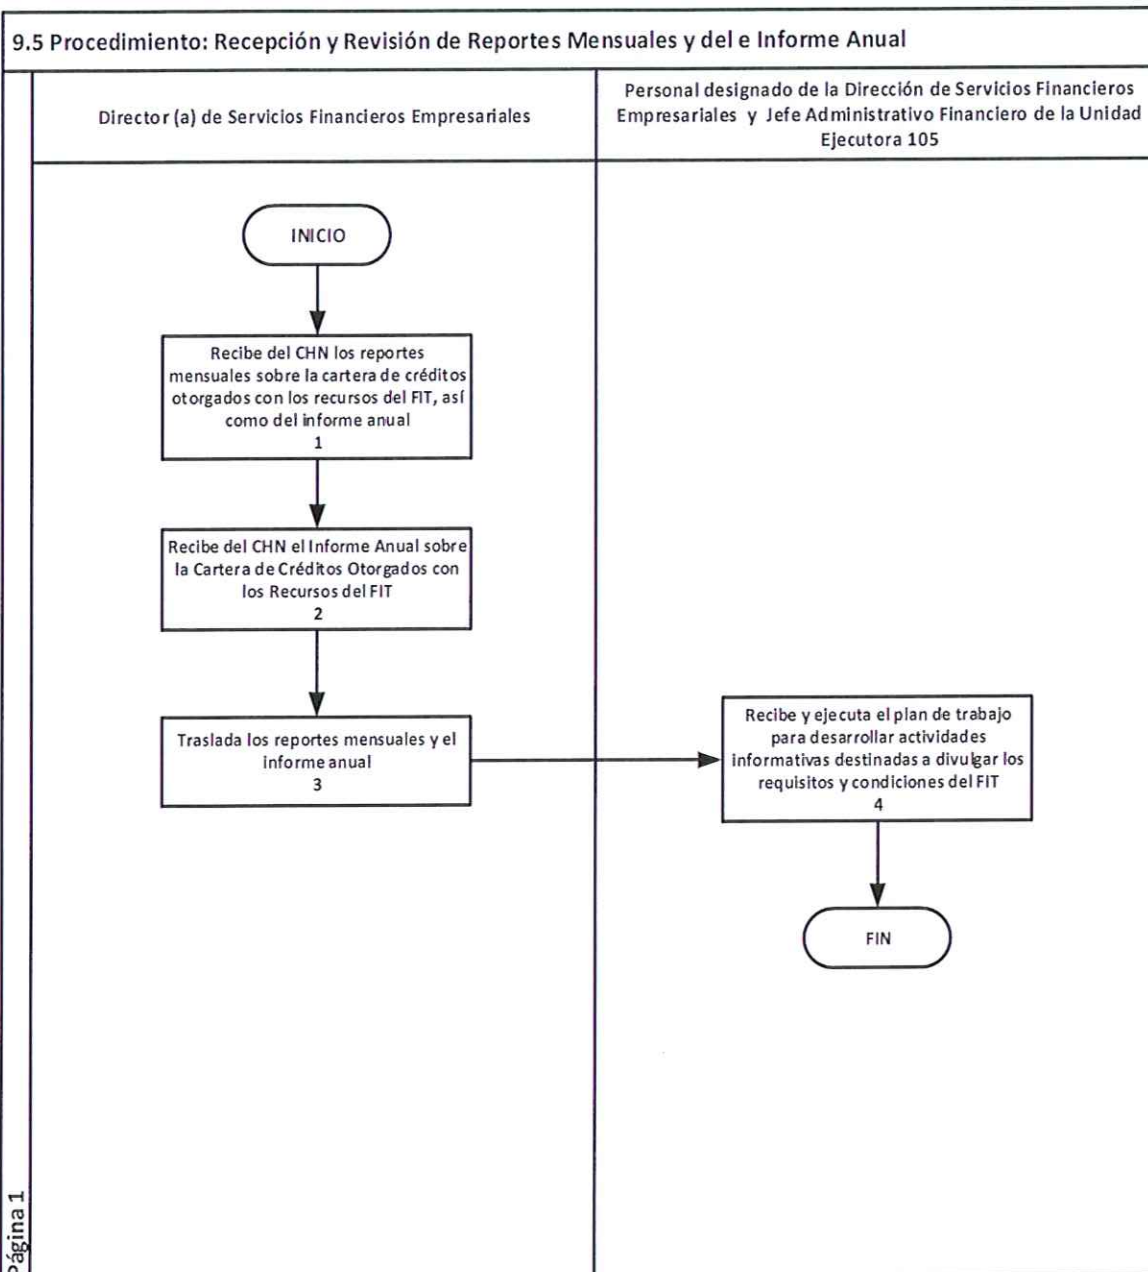 9.5 Procedimiento: Recepción y Revisión de Reportes Mensuales y del e Informe Anual
Director (a) de Servicios Financieros Empresariales
Personal designado de la Dirección de Servicios Financieros
Empresariales y Jefe Administrativo Financiero de la Unidad
Ejecutora 105
INICIO
Recibe del CHN los reportes
mensuales sobre la cartera de créditos
otorgados con los recursos del FIT, así
como del informe anual
1
Recibe del CHN el Informe Anual sobre
la Cartera de Créditos Otorgados con
los Recursos del FIT
2
Traslada los reportes mensuales y el
informe anual
3
Recibe y ejecuta el plan de trabajo
para desarrollar actividades
informativas destinadas a divulgar los
requisitos y condiciones del FIT
4
FIN
Página 1